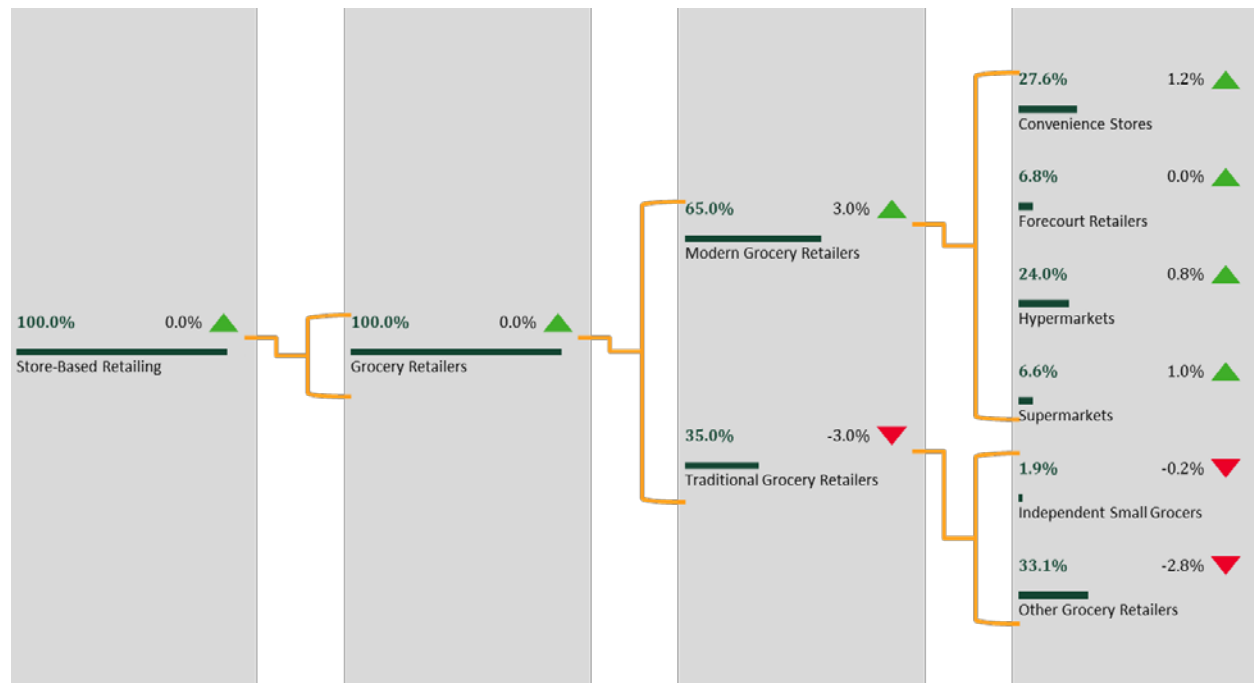 100.0% 0.0%
Store-Based Retailing
100.0% 0.0%
Grocery Retailers
65.0% 3.0%
Modern Grocery Retailers
35.0% -3.0%
Traditional Grocery Retailers
27.6% 1.2%
Convenience Stores
6.8% 0.0%
Forecourt Retailers
24.0% 0.8%
Hypermarkets
6.6% 1.0%
Supermarkets
1.9% -0.2%
Independent Small Grocers
33.1% -2.8%
Other Grocery Retailers